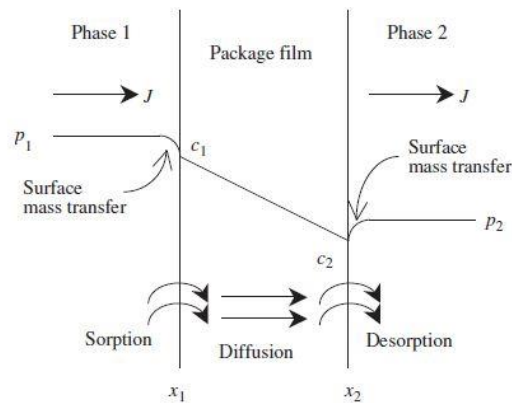 Phase 1
Package film
Phase 2
J
J
p1
c1
Surface
mass transfer
Surface
mass transfer
p2
c2
Sorption
Diffusion
Desorption
x1
x2